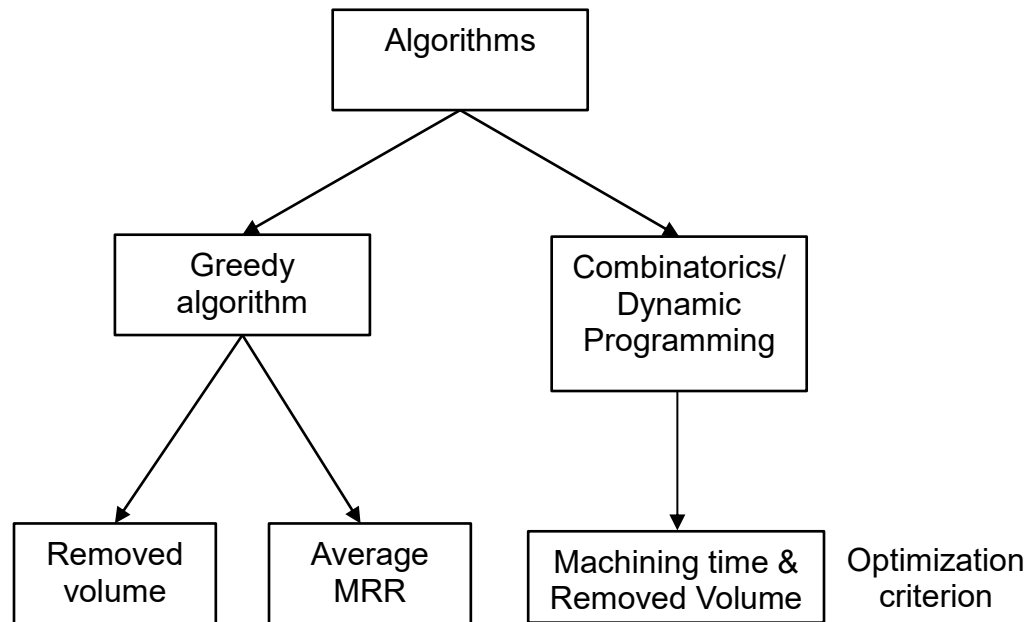 Algorithms
Greedy
algorithm
Combinatorics/
Dynamic
Programming
Removed
volume
Average
MRR
Machining time &
Removed Volume
Optimization
criterion